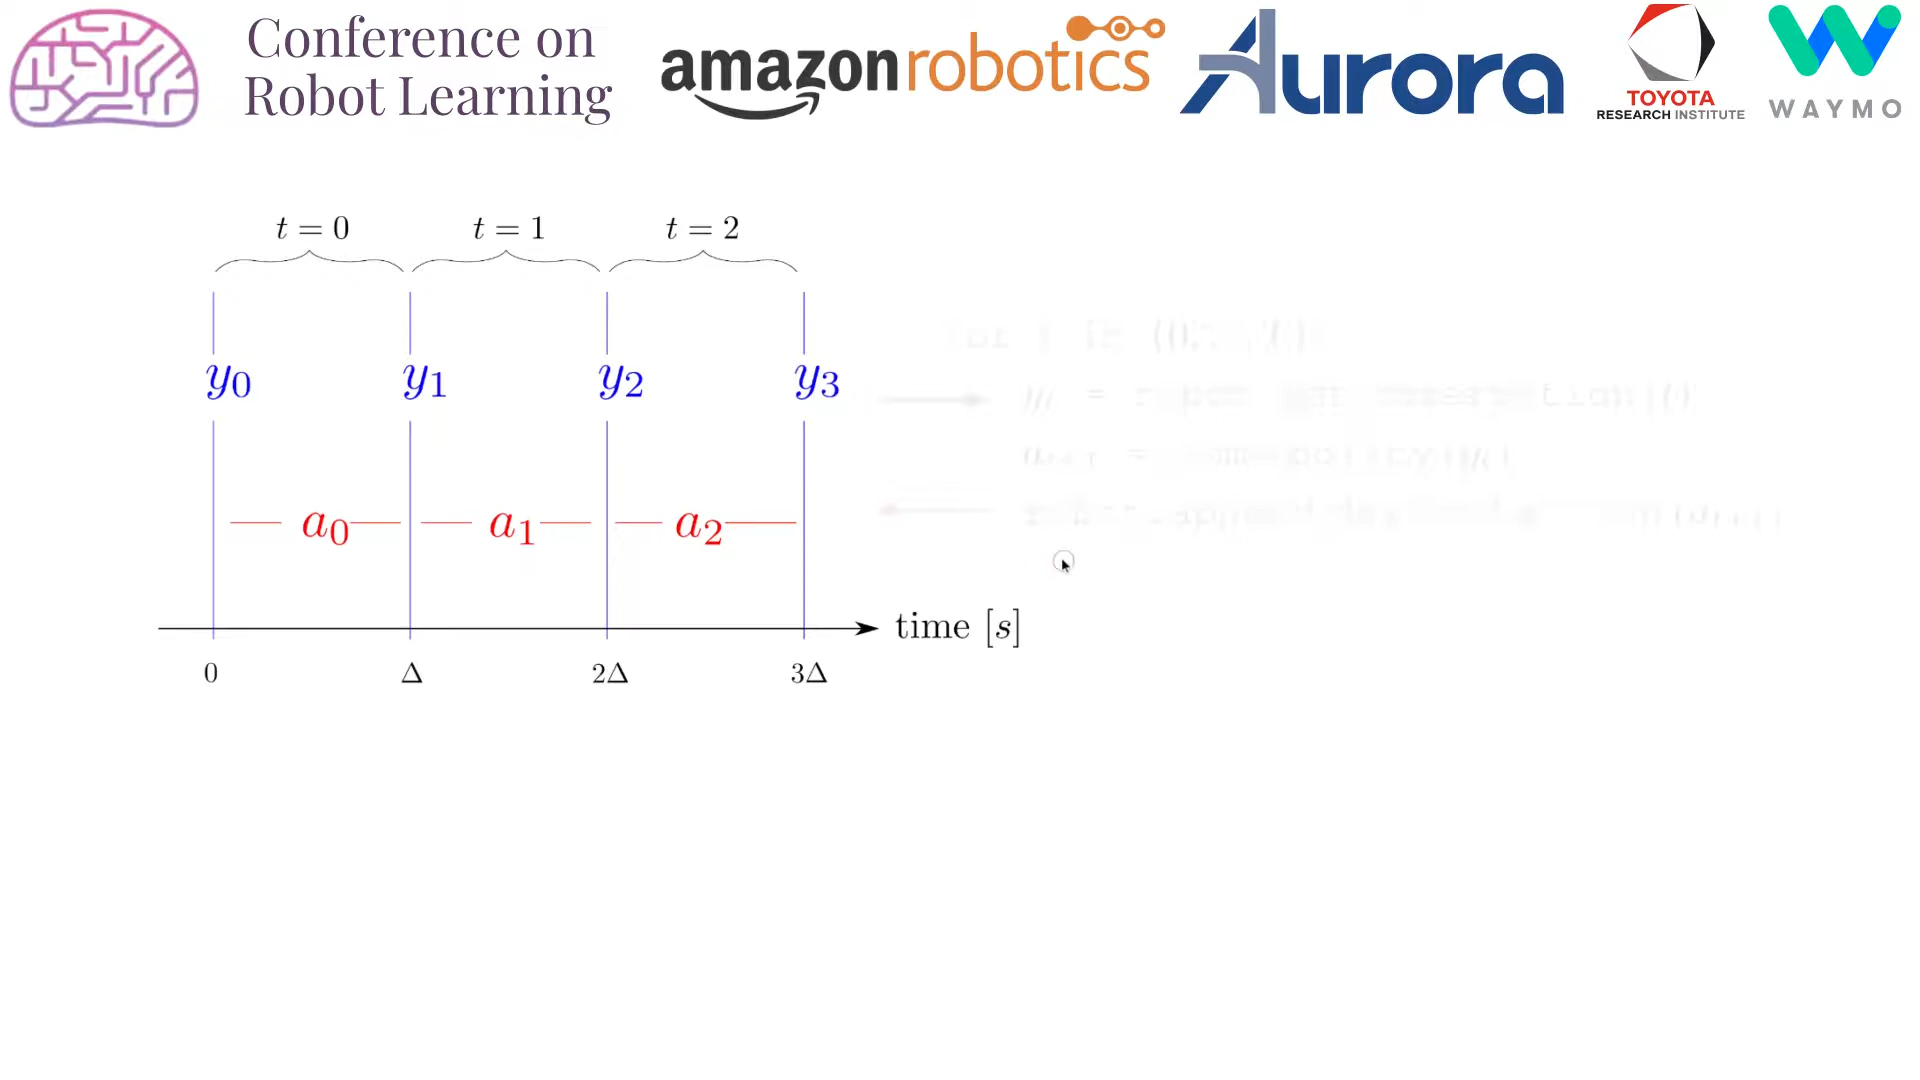 Conference on
Robot Learning
amazon robotics
Aurora
TOYOTA
RESEARCH INSTITUTE
WAYMO
t = 0 t = 1 t = 2
y0 y1 y2 y3
a0 a1 a2
time [s]
0 Δ 2Δ 3Δ